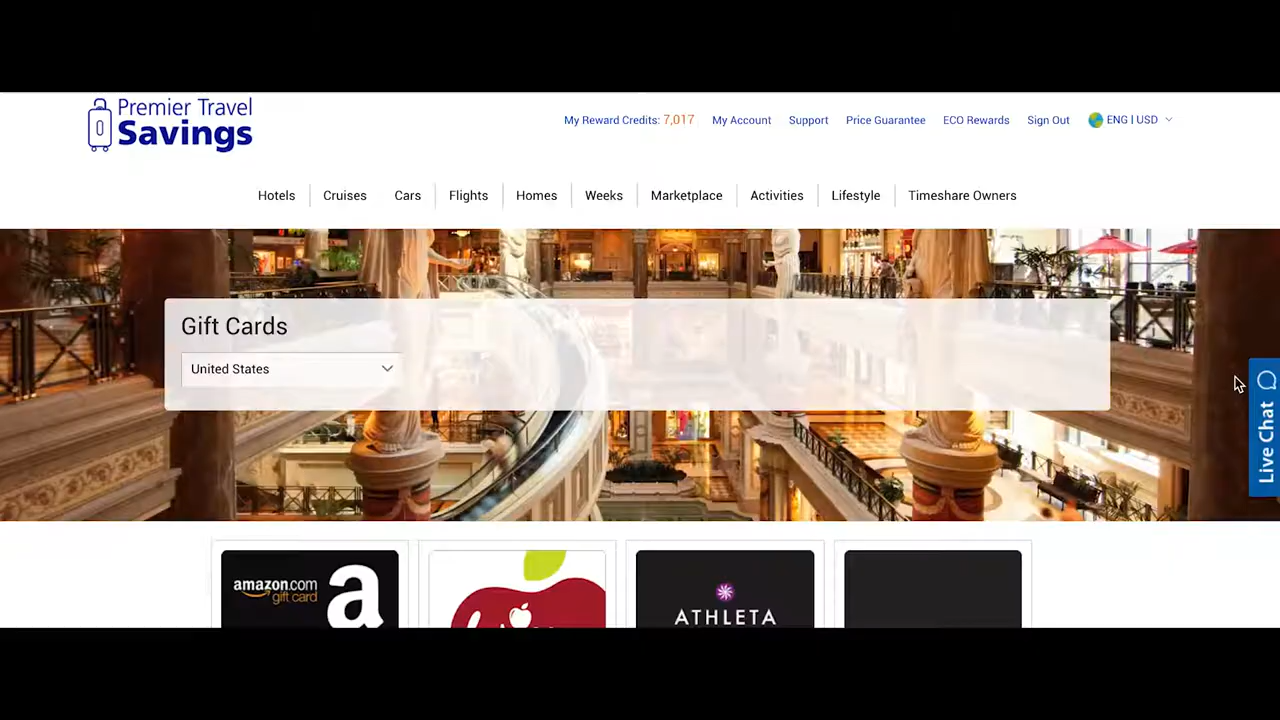 Premier Travel
Savings
My Reward Credits: 7,017 My Account Support Price Guarantee ECO Rewards Sign Out ENG | USD
Hotels Cruises Cars Flights Homes Weeks Marketplace Activities Lifestyle Timeshare Owners
Gift Cards
United States
Live Chat
amazon.com
gift card
a
ATHLETA